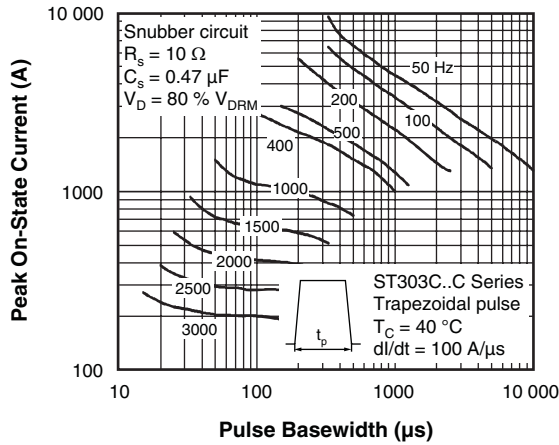 Peak On-State Current (A)
10 000
1000
100
Snubber circuit
Rs = 10 Ω
Cs = 0.47 µF
VD = 80 % VDRM
50 Hz
200
100
500
400
1000
1500
2000
2500
3000
tp
ST303C..C Series
Trapezoidal pulse
TC = 40 °C
dI/dt = 100 A/µs
10
100
1000
10 000
Pulse Basewidth (µs)